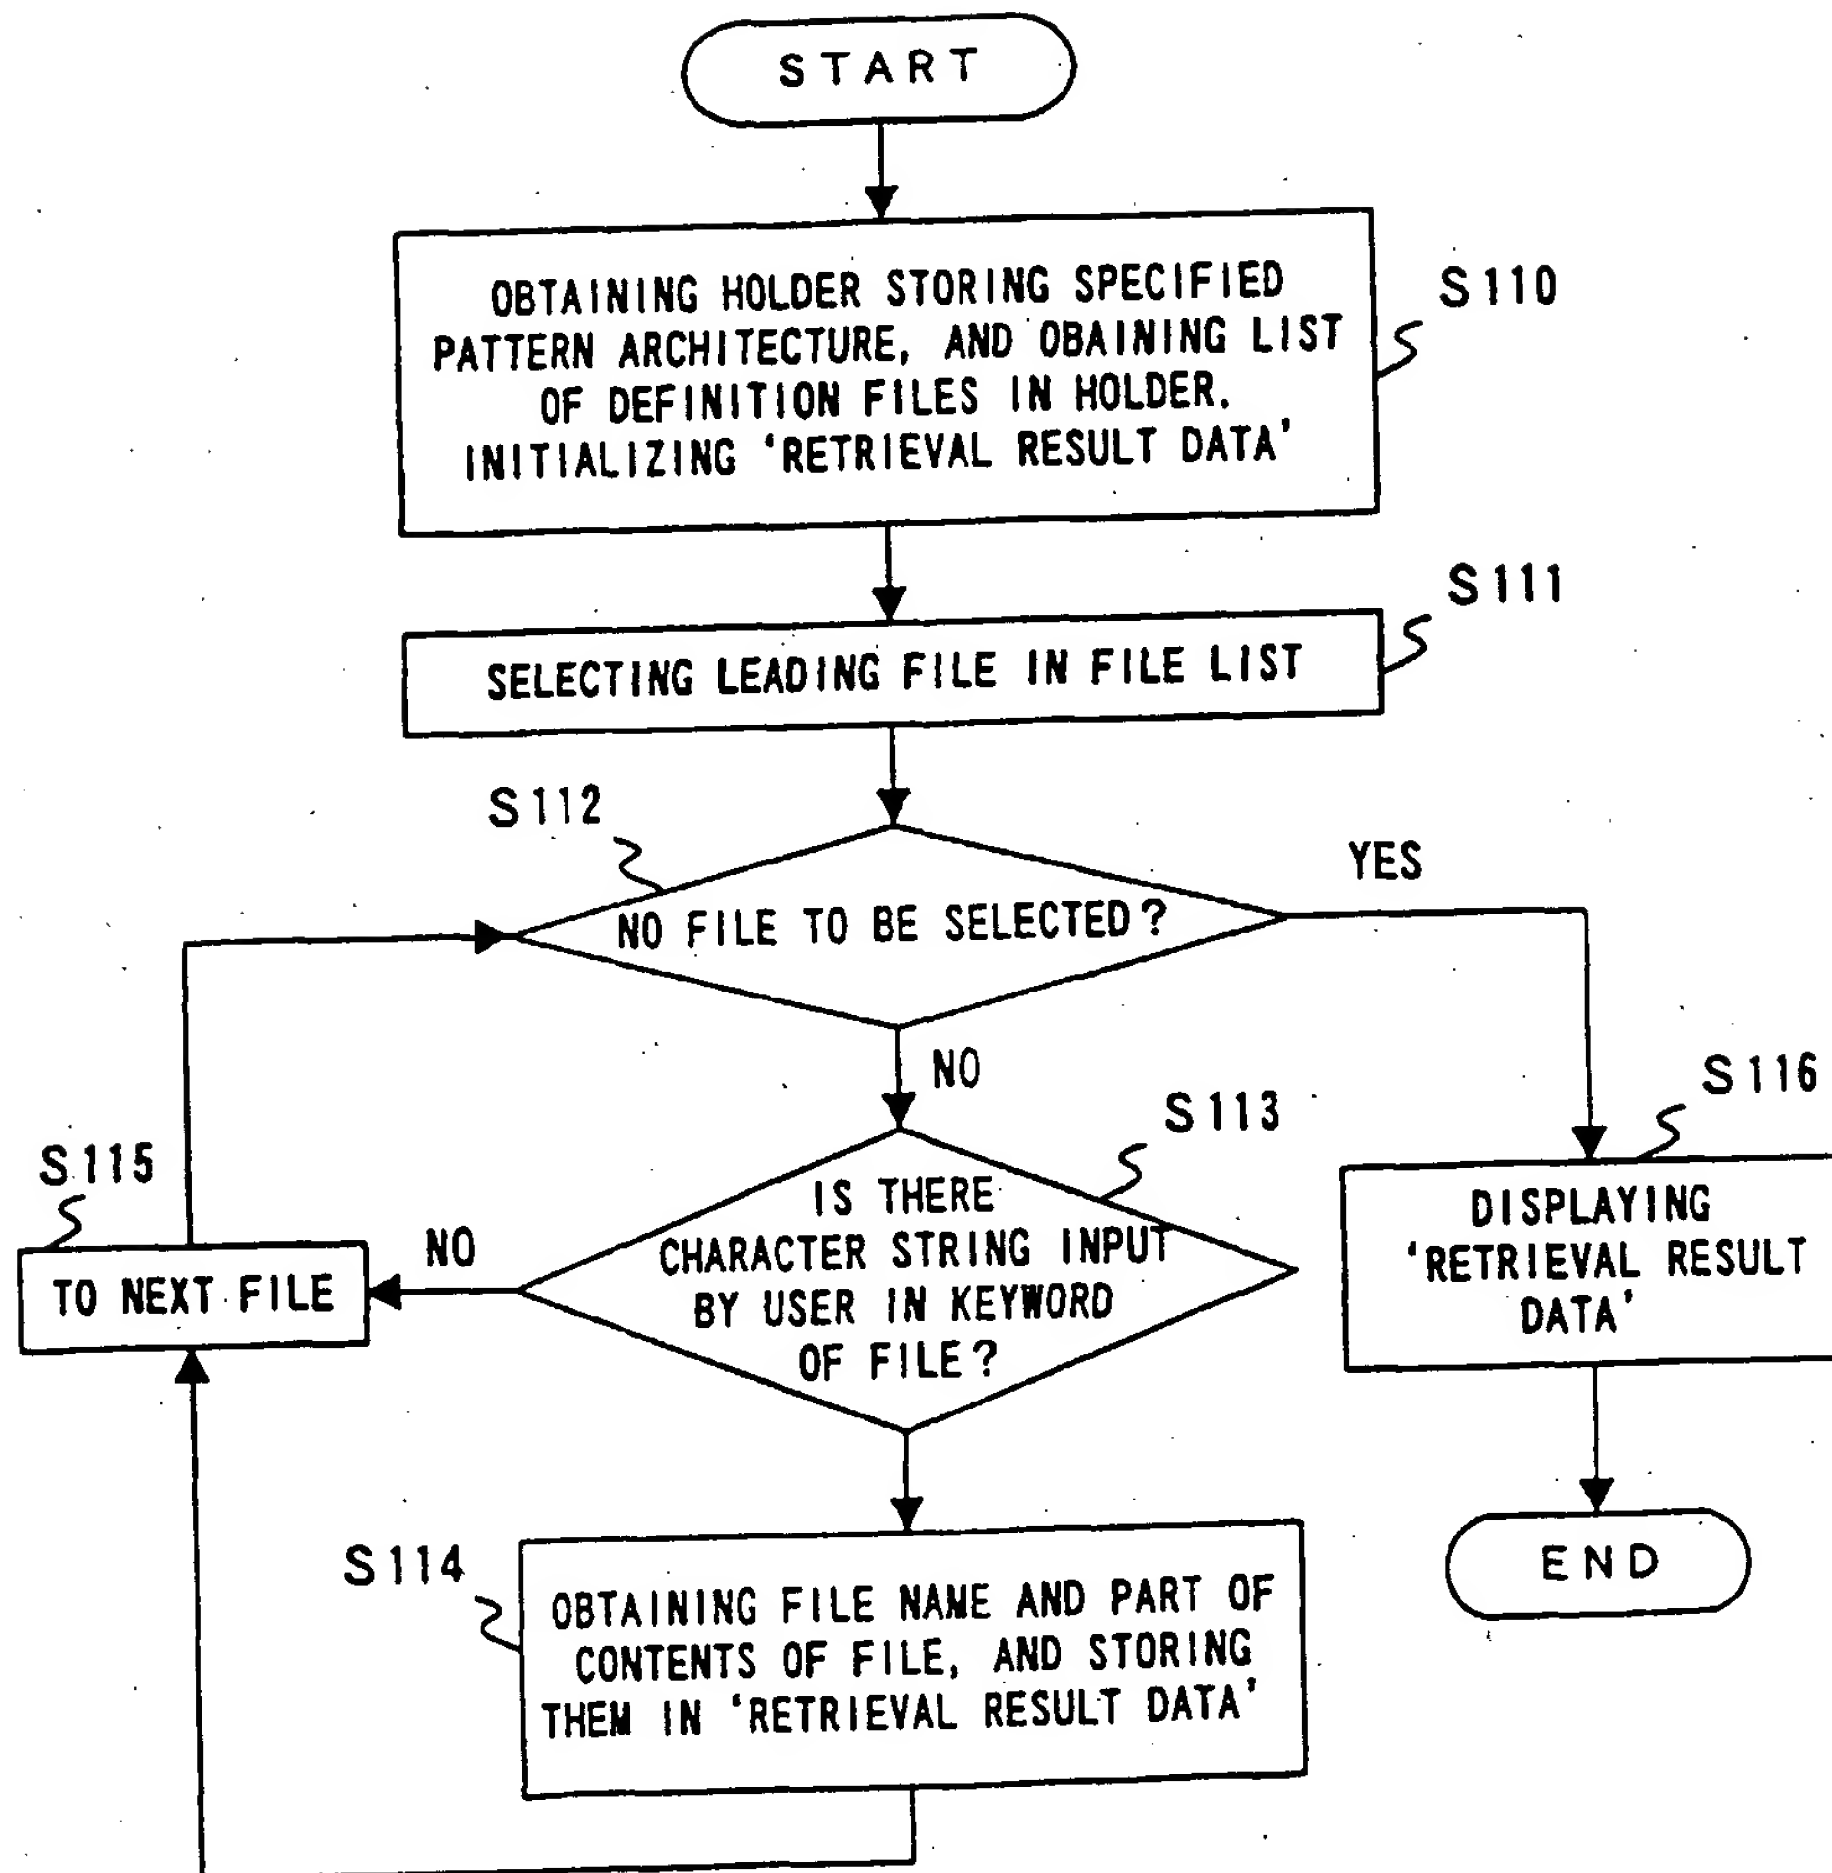 START
OBTAINING HOLDER STORING SPECIFIED
PATTERN ARCHITECTURE, AND OBAINING LIST
OF DEFINITION FILES IN HOLDER.
INITIALIZING 'RETRIEVAL RESULT DATA'
S110
S111
SELECTING LEADING FILE IN FILE LIST
S112
NO FILE TO BE SELECTED?
YES
NO
S113
IS THERE
CHARACTER STRING INPUT
BY USER IN KEYWORD
OF FILE?
NO
S115
TO NEXT FILE
S116
DISPLAYING
'RETRIEVAL RESULT
DATA'
S114
OBTAINING FILE NAME AND PART OF
CONTENTS OF FILE, AND STORING
THEM IN 'RETRIEVAL RESULT DATA'
END